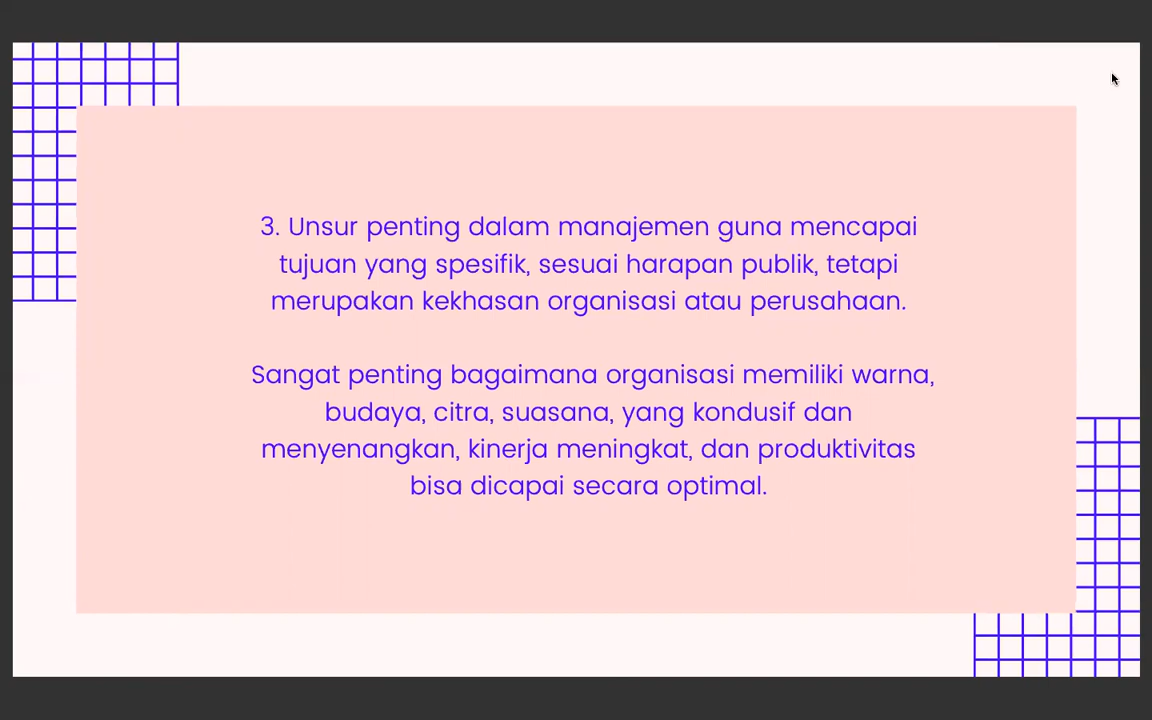 3. Unsur penting dalam manajemen guna mencapai
tujuan yang spesifik, sesuai harapan publik, tetapi
merupakan kekhasan organisasi atau perusahaan.
Sangat penting bagaimana organisasi memiliki warna,
budaya, citra, suasana, yang kondusif dan
menyenangkan, kinerja meningkat, dan produktivitas
bisa dicapai secara optimal.